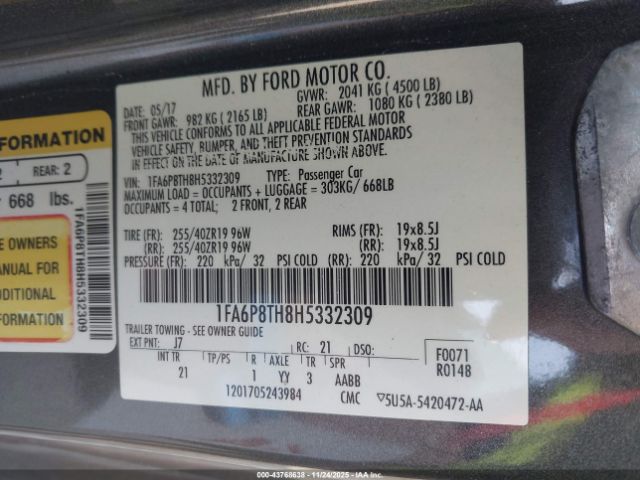 FORMATION
2 REAR: 2
668 lbs.
E OWNERS
ANUAL FOR
DDITIONAL
FORMATION
1FA6P8TH8H5332309
MFD. BY FORD MOTOR CO.
DATE: 05/17 GVWR: 2041 KG ( 4500 LB)
FRONT GAWR: 982 KG ( 2165 LB) REAR GAWR: 1080 KG ( 2380 LB)
THIS VEHICLE CONFORMS TO ALL APPLICABLE FEDERAL MOTOR
VEHICLE SAFETY, BUMPER, AND THEFT PREVENTION STANDARDS
IN EFFECT ON THE DATE OF MANUFACTURE SHOWN ABOVE.
VIN: 1FA6P8TH8H5332309 TYPE: Passenger Car
MAXIMUM LOAD = OCCUPANTS + LUGGAGE = 303KG/668LB
OCCUPANTS = 4 TOTAL; 2 FRONT, 2 REAR
TIRE (FR): 255/40ZR19 96W RIMS (FR): 19x8.5J
(RR): 255/40ZR19 96W (RR): 19x8.5J
PRESSURE (FR): 220 kPa/ 32 PSI COLD (RR): 220 kPa/ 32 PSI COLD
1FA6P8TH8H5332309
TRAILER TOWING - SEE OWNER GUIDE
EXT PNT: J7 RC: 21 DSO: F0071
INT TR TP/PS R AXLE TR SPR R0148
21 1 YY 3 AABB
1201705243984 CMC 5U5A-5420472-AA
000-43768638 - 11/24/2025 - IAA Inc.